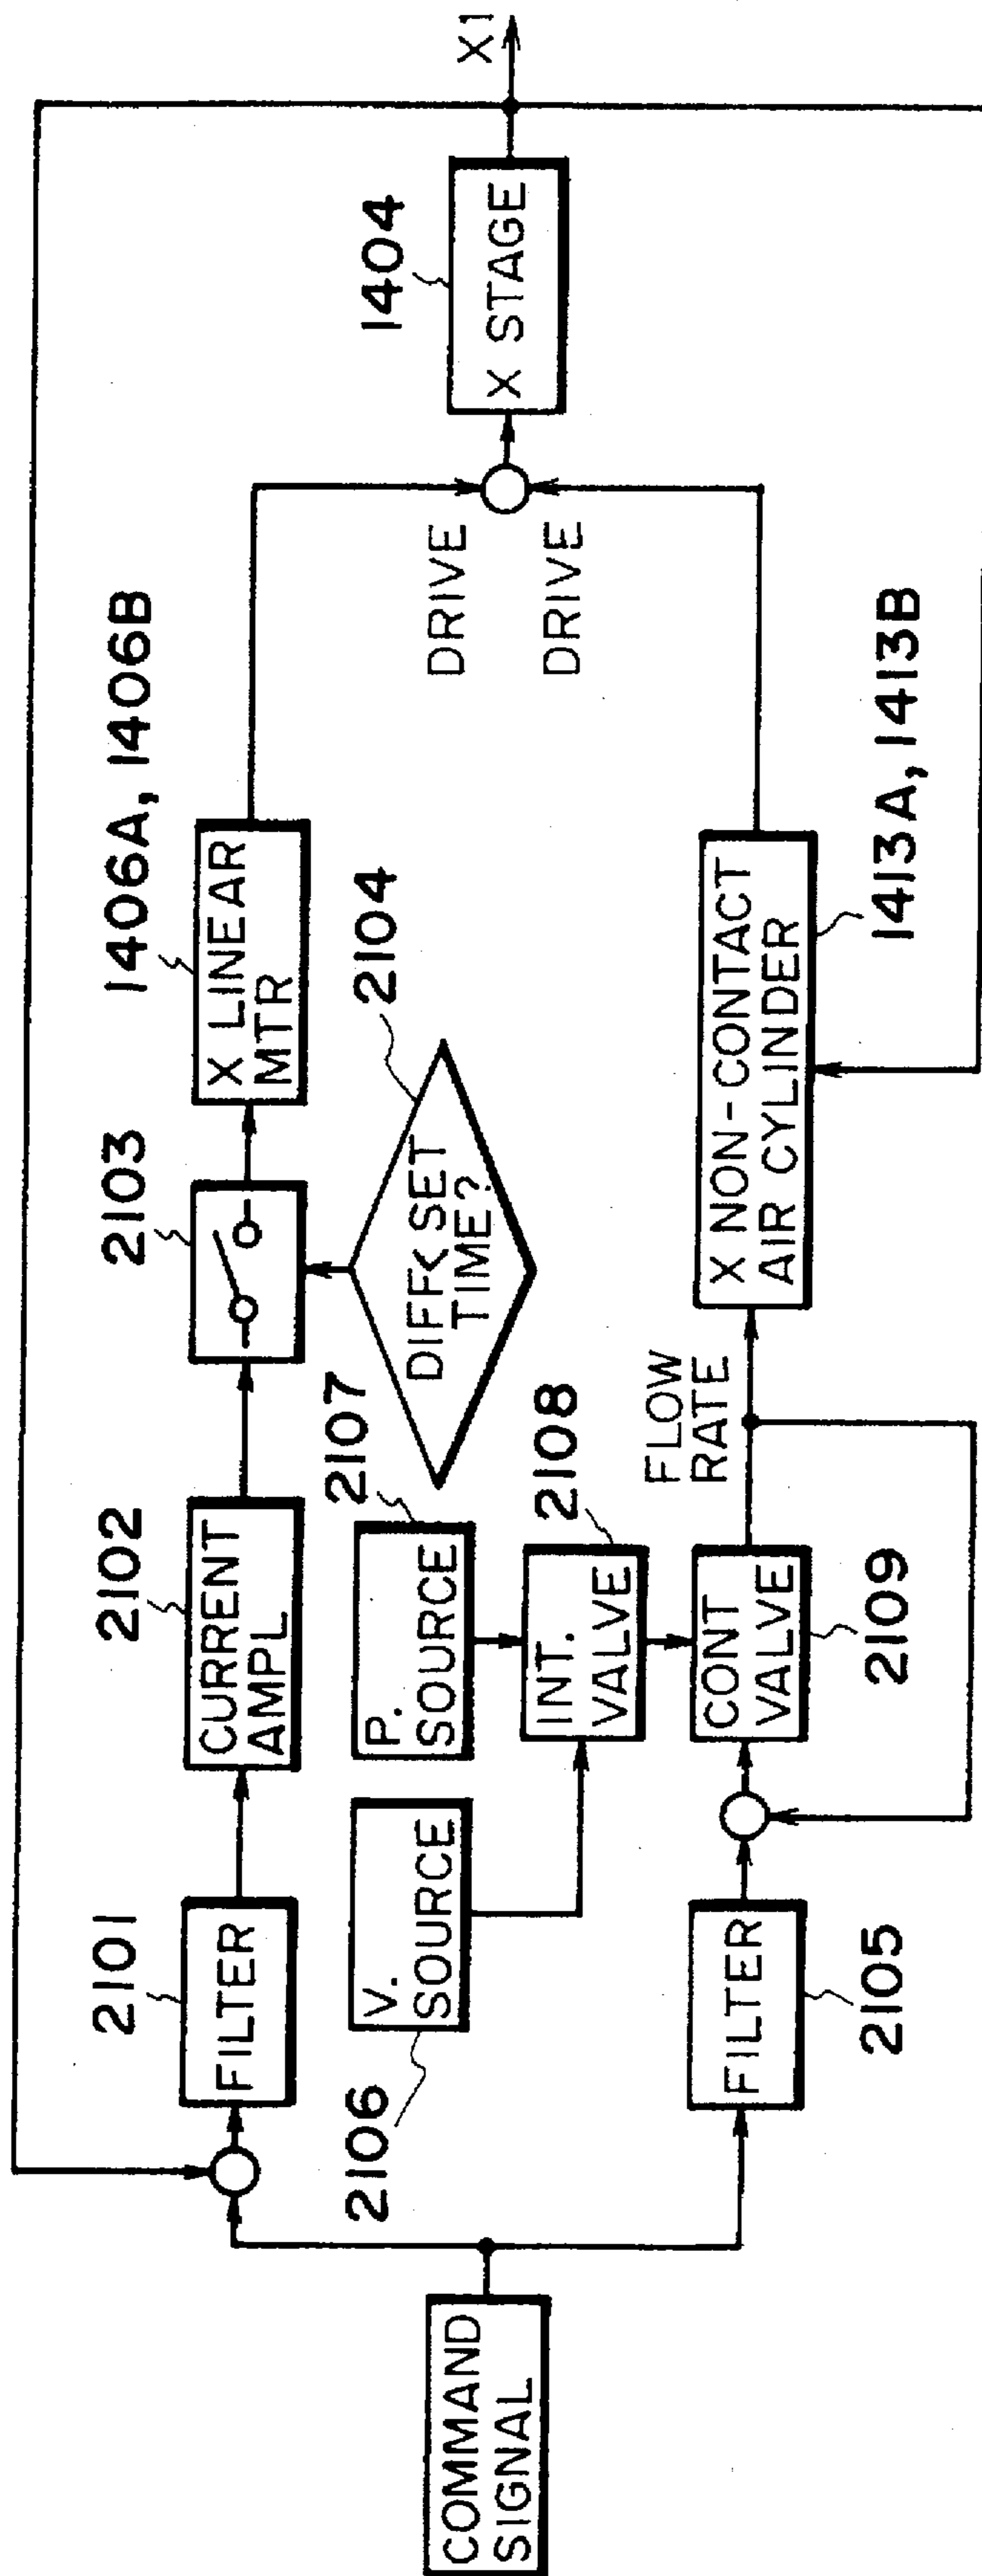 COMMAND
SIGNAL
2101
FILTER
2102
CURRENT
AMPL
2103
1406A, 1406B
X LINEAR
MTR
2104
DIFF<SET
TIME?
2106
V.
SOURCE
2107
P.
SOURCE
2108
INT.
VALVE
2105
FILTER
2109
CONT
VALVE
FLOW
RATE
X NON-CONTACT
AIR CYLINDER
1413A, 1413B
DRIVE
DRIVE
1404
X STAGE
X1